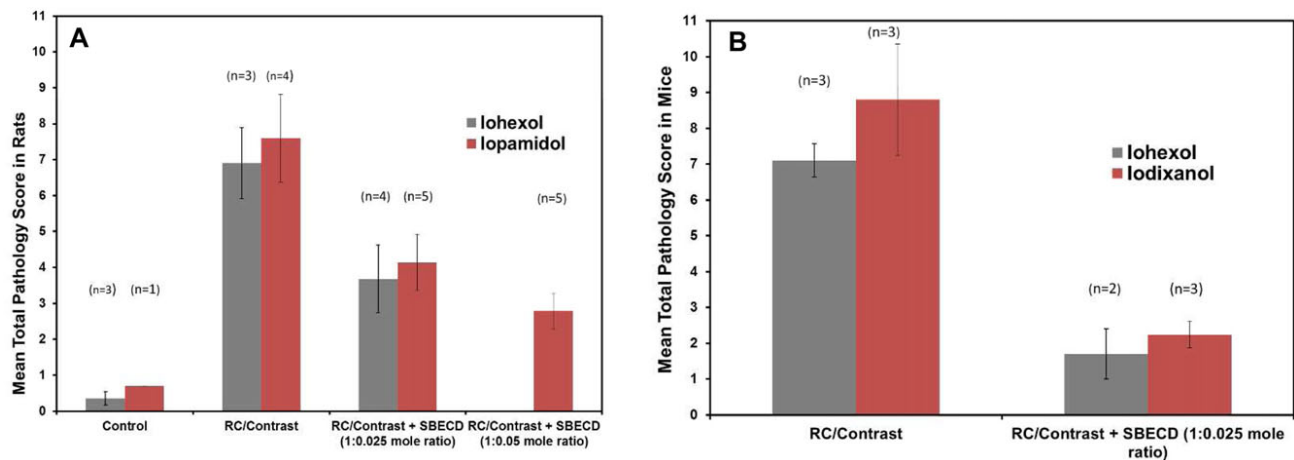 A
Mean Total Pathology Score in Rats
11
10
9
8
7
6
5
4
3
2
1
0
(n=3)
(n=1)
(n=3)
(n=4)
(n=4)
(n=5)
(n=5)
Iohexol
Iopamidol
Control
RC/Contrast
RC/Contrast + SBECD
(1:0.025 mole ratio)
RC/Contrast + SBECD
(1:0.05 mole ratio)
B
Mean Total Pathology Score in Mice
11
10
9
8
7
6
5
4
3
2
1
0
(n=3)
(n=3)
(n=2)
(n=3)
Iohexol
Iodixanol
RC/Contrast
RC/Contrast + SBECD (1:0.025 mole
ratio)